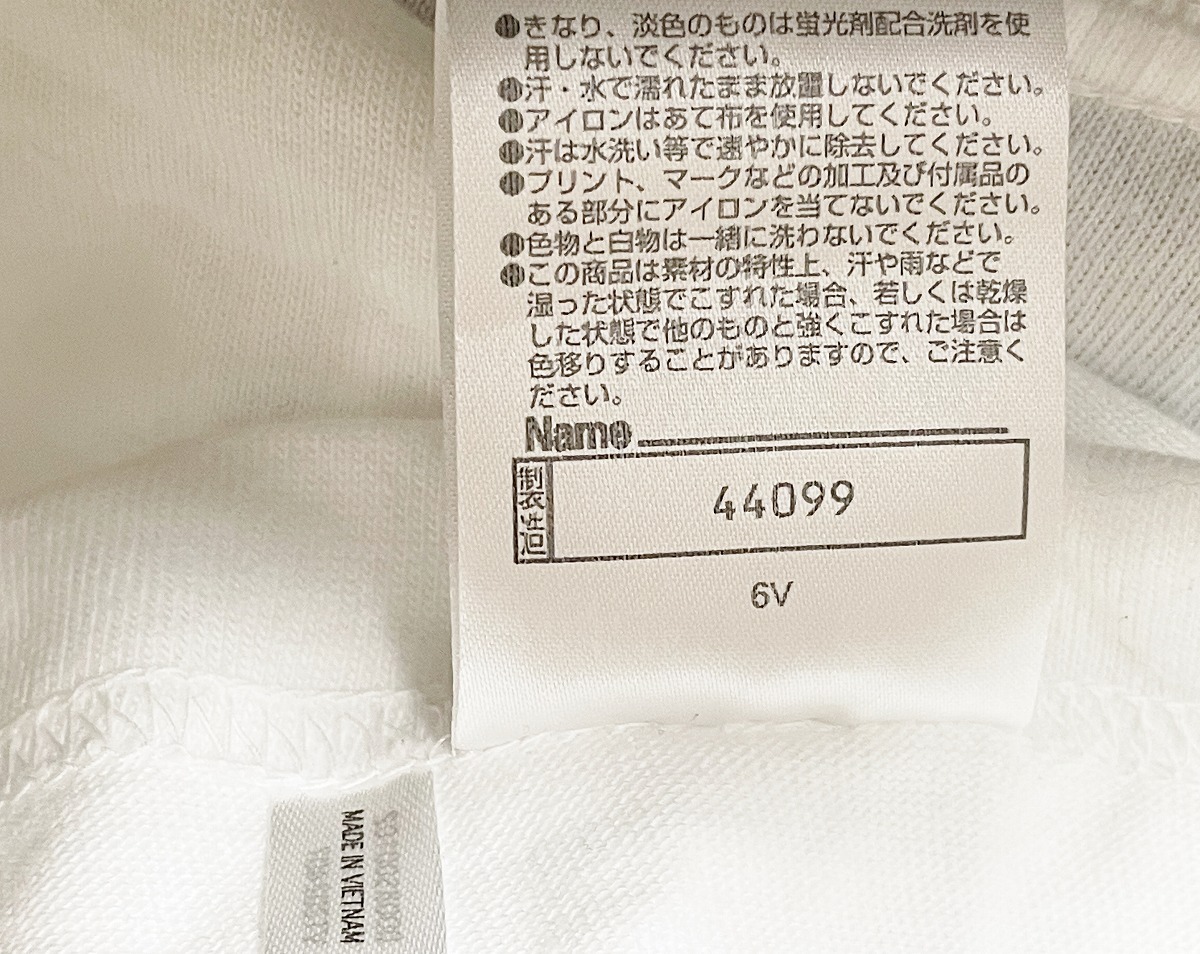 ●きなり、淡色のものは蛍光剤配合洗剤を使
用しないでください。
●汗・水で濡れたまま放置しないでください。
●アイロンはあて布を使用してください。
●汗は水洗い等で速やかに除去してください。
●プリント、マークなどの加工及び付属品の
ある部分にアイロンを当てないでください。
●色物と白物は一緒に洗わないでください。
●この商品は素材の特性上、汗や雨などで
湿った状態でこすれた場合、若しくは乾燥
した状態で他のものと強くこすれた場合は
色移りすることがありますので、ご注意く
ださい。
Name
44099
6V
MADE IN VIETNAM